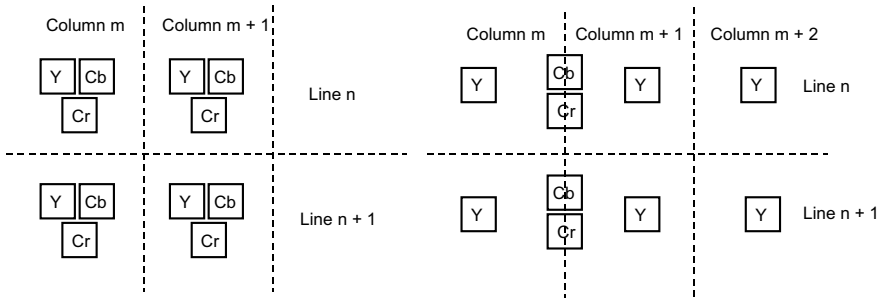 Column m Column m + 1
Y Cb Y Cb
Cr Cr
Line n
Y Cb Y Cb
Cr Cr
Line n + 1
Column m Column m + 1 Column m + 2
Cb
Y Y Y Line n
Cr
Cb
Y Y Y Line n + 1
Cr